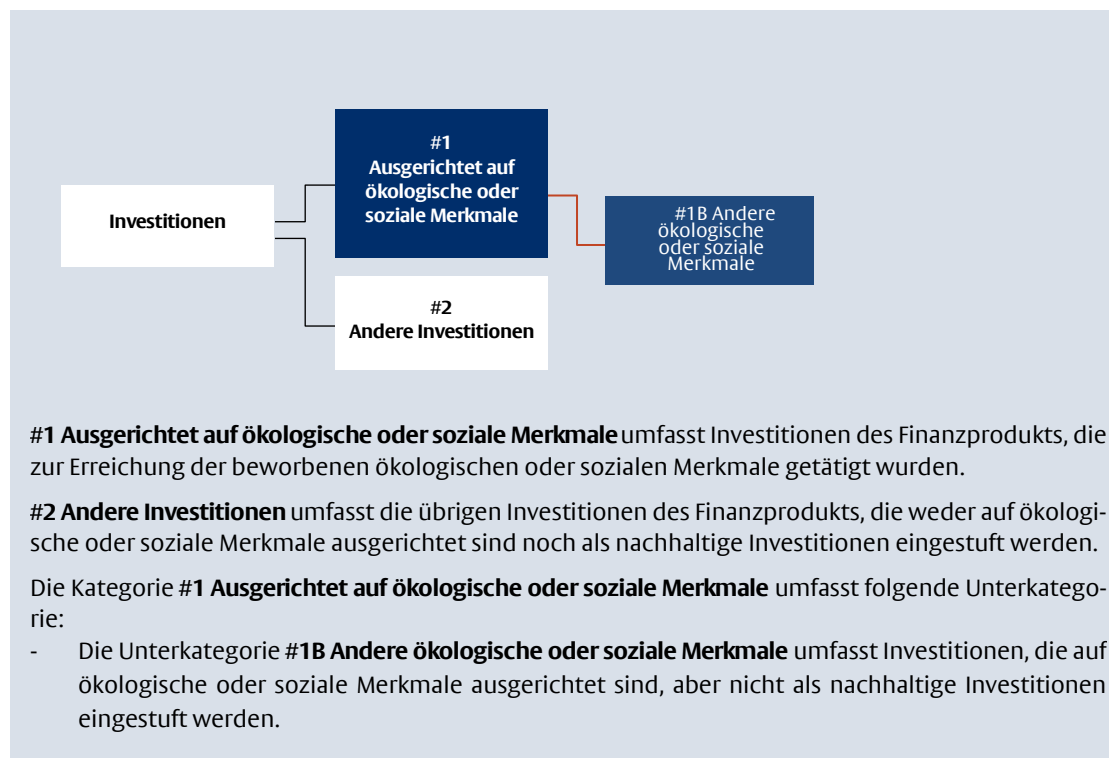 #1
Ausgerichtet auf
ökologische oder
soziale Merkmale
Investitionen
#1B Andere
ökologische
oder soziale
Merkmale
#2
Andere Investitionen
#1 Ausgerichtet auf ökologische oder soziale Merkmale umfasst Investitionen des Finanzprodukts, die
zur Erreichung der beworbenen ökologischen oder sozialen Merkmale getätigt wurden.
#2 Andere Investitionen umfasst die übrigen Investitionen des Finanzprodukts, die weder auf ökologi-
sche oder soziale Merkmale ausgerichtet sind noch als nachhaltige Investitionen eingestuft werden.
Die Kategorie #1 Ausgerichtet auf ökologische oder soziale Merkmale umfasst folgende Unterkatego-
rie:
- Die Unterkategorie #1B Andere ökologische oder soziale Merkmale umfasst Investitionen, die auf
ökologische oder soziale Merkmale ausgerichtet sind, aber nicht als nachhaltige Investitionen
eingestuft werden.